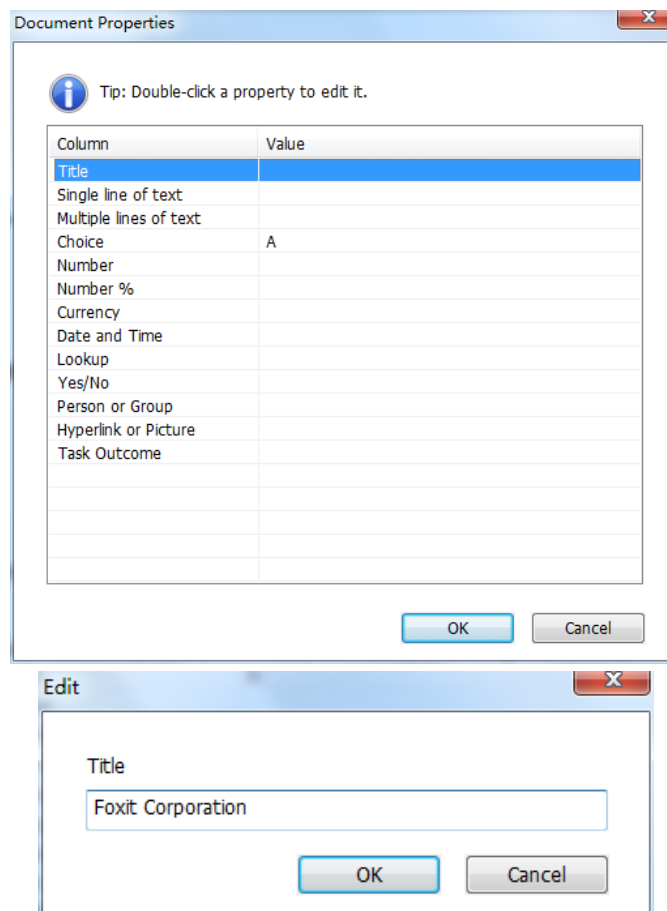 Document Properties
Tip: Double-click a property to edit it.
Column Value
Title
Single line of text
Multiple lines of text
Choice A
Number
Number %
Currency
Date and Time
Lookup
Yes/No
Person or Group
Hyperlink or Picture
Task Outcome
OK Cancel
Edit
Title
Foxit Corporation
OK Cancel